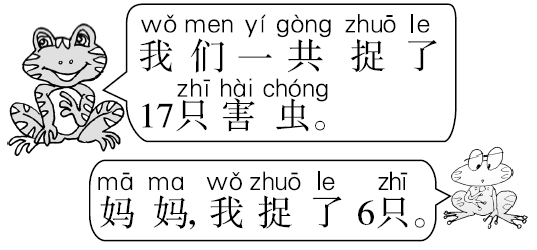 wǒ men yí gòng zhuō le
我们一共捉了
zhī hài chóng
17只害虫。
mā ma wǒ zhuō le zhī
妈妈,我捉了6只。